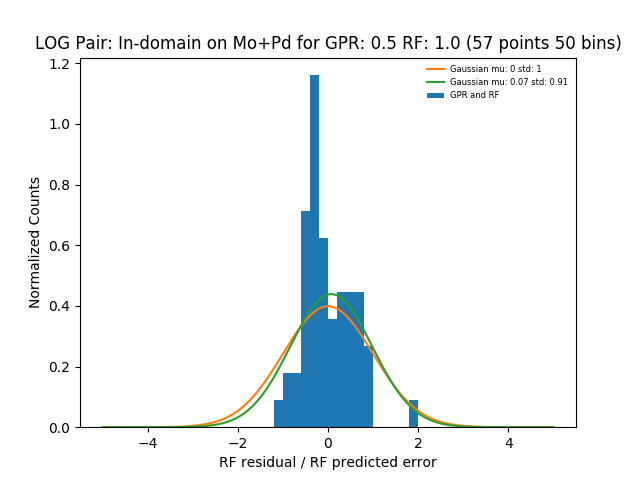 LOG Pair: In-domain on Mo+Pd for GPR: 0.5 RF: 1.0 (57 points 50 bins)
Gaussian mu: 0 std: 1
Gaussian mu: 0.07 std: 0.91
GPR and RF
Normalized Counts
1.2
1.0
0.8
0.6
0.4
0.2
0.0
−4 −2 0 2 4
RF residual / RF predicted error